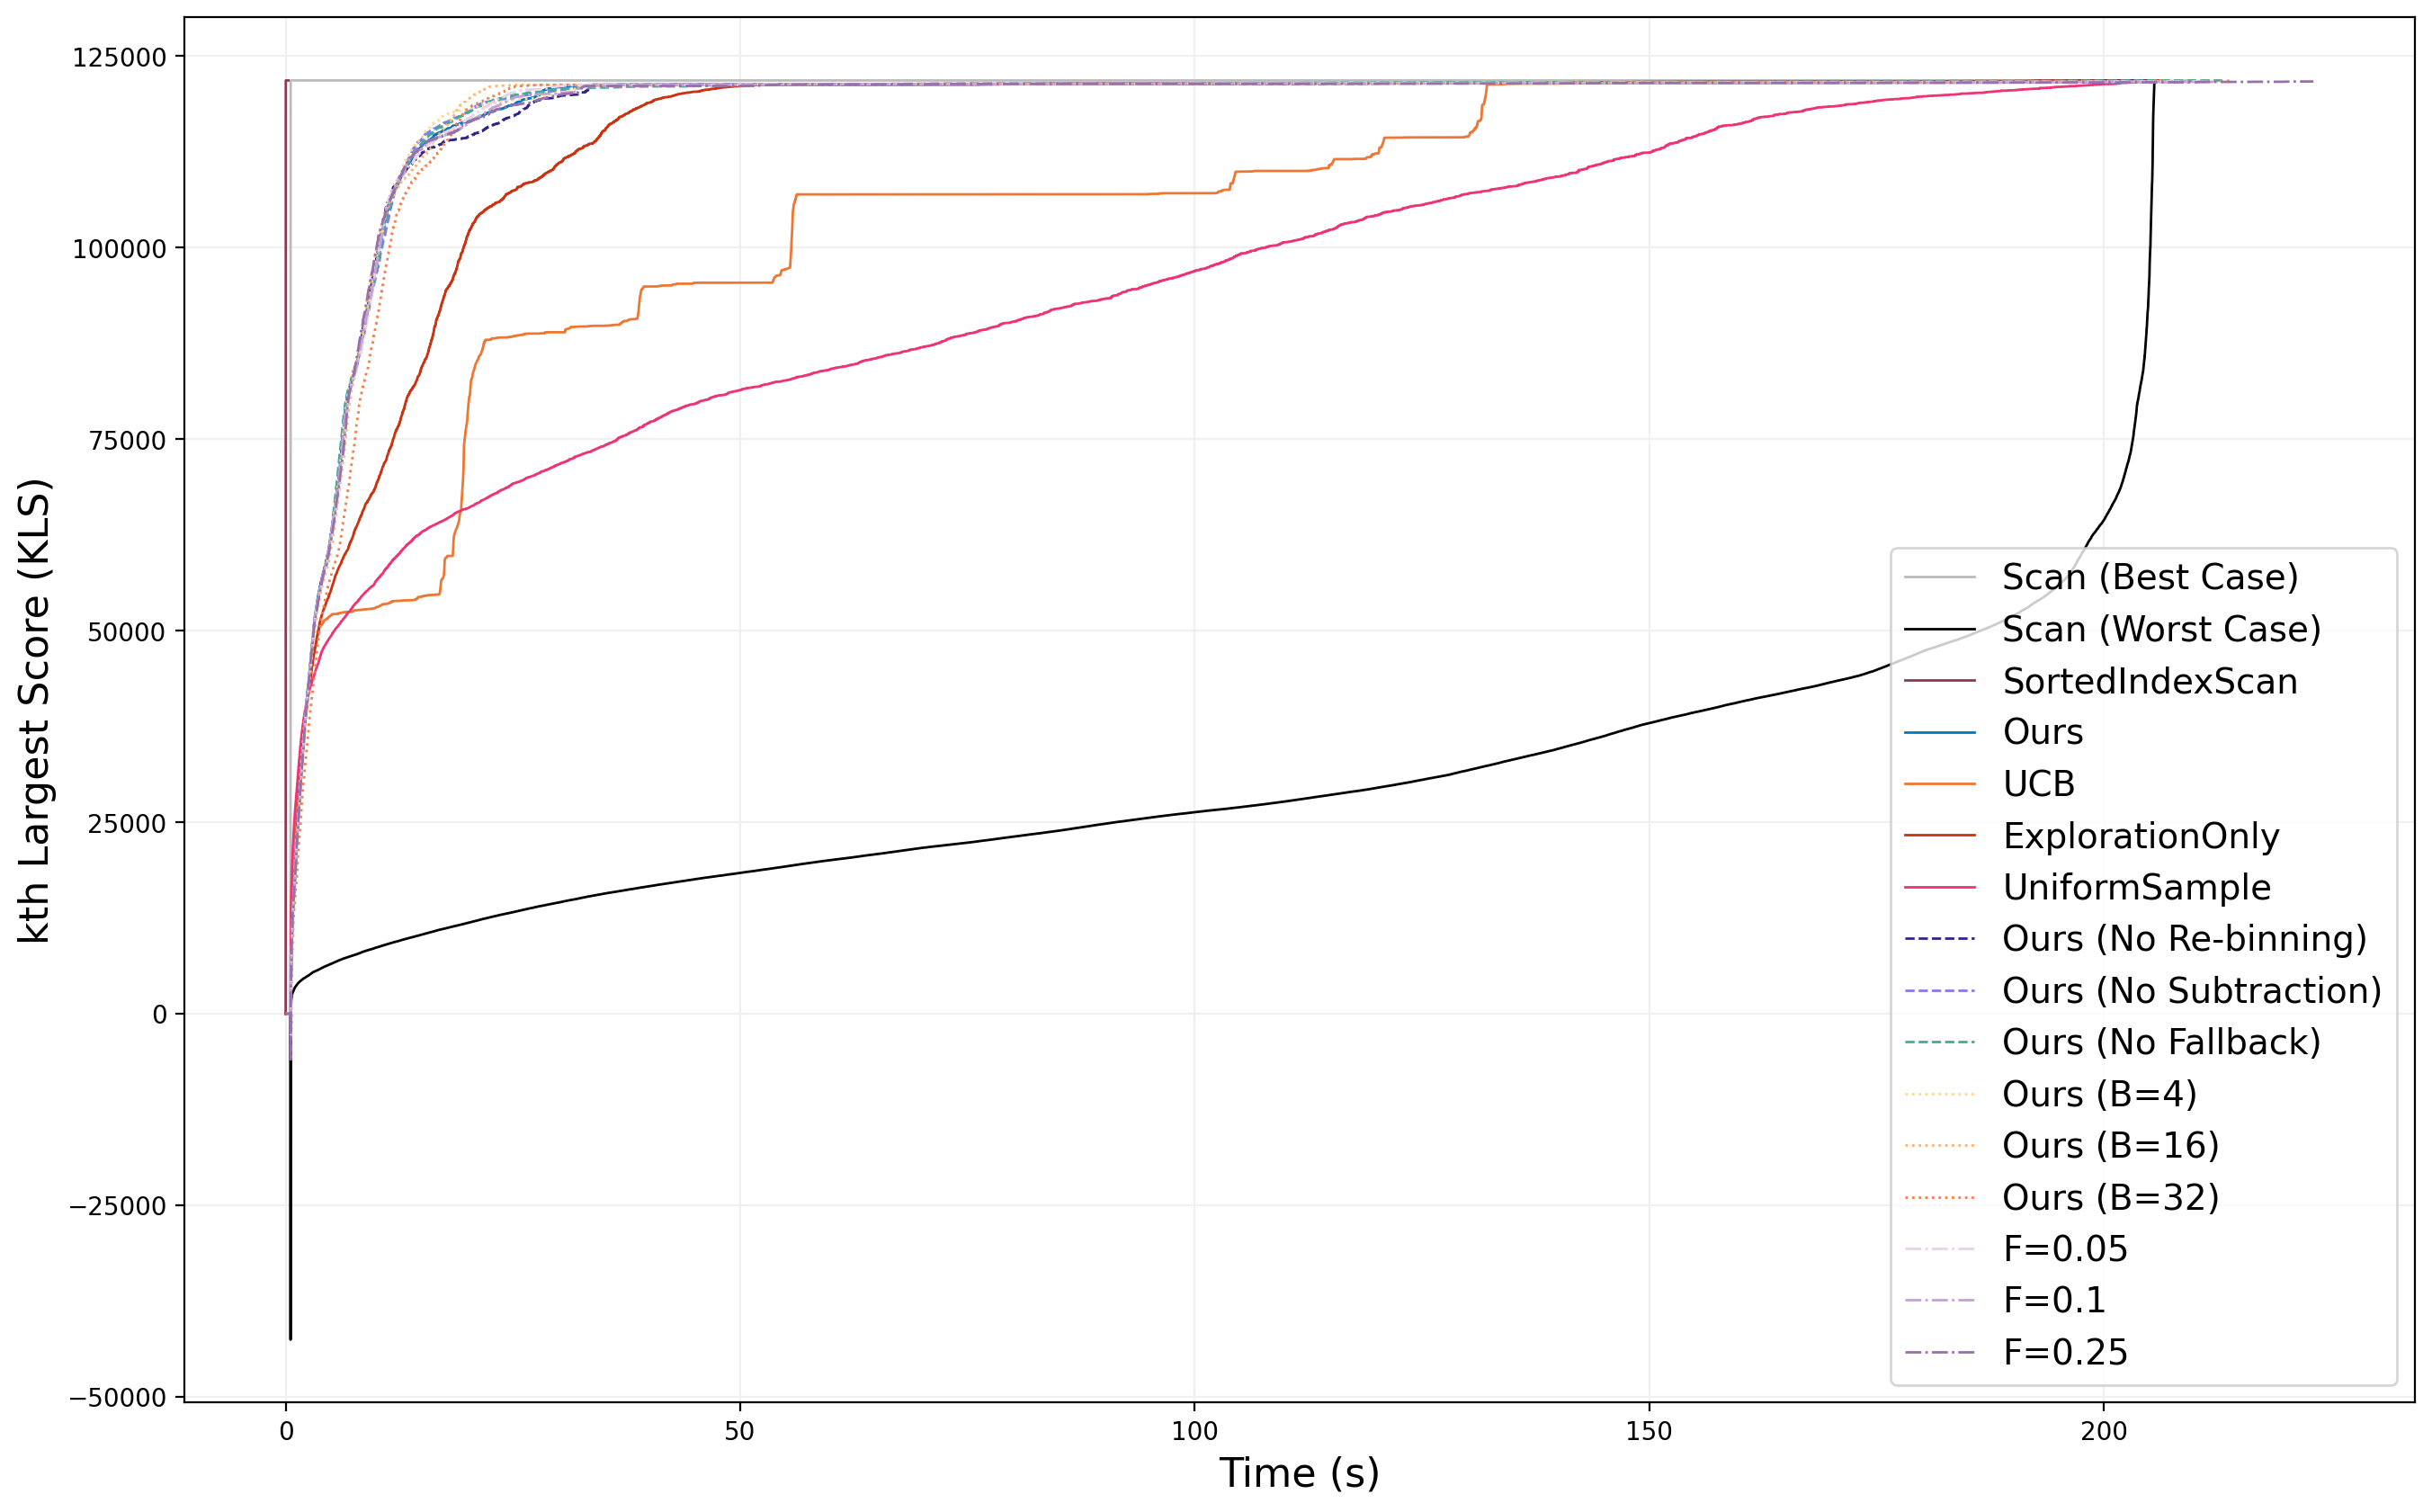 kth Largest Score (KLS)
125000
100000
75000
50000
25000
0
−25000
−50000
0
50
100
150
200
Time (s)
Scan (Best Case)
Scan (Worst Case)
SortedIndexScan
Ours
UCB
ExplorationOnly
UniformSample
Ours (No Re-binning)
Ours (No Subtraction)
Ours (No Fallback)
Ours (B=4)
Ours (B=16)
Ours (B=32)
F=0.05
F=0.1
F=0.25